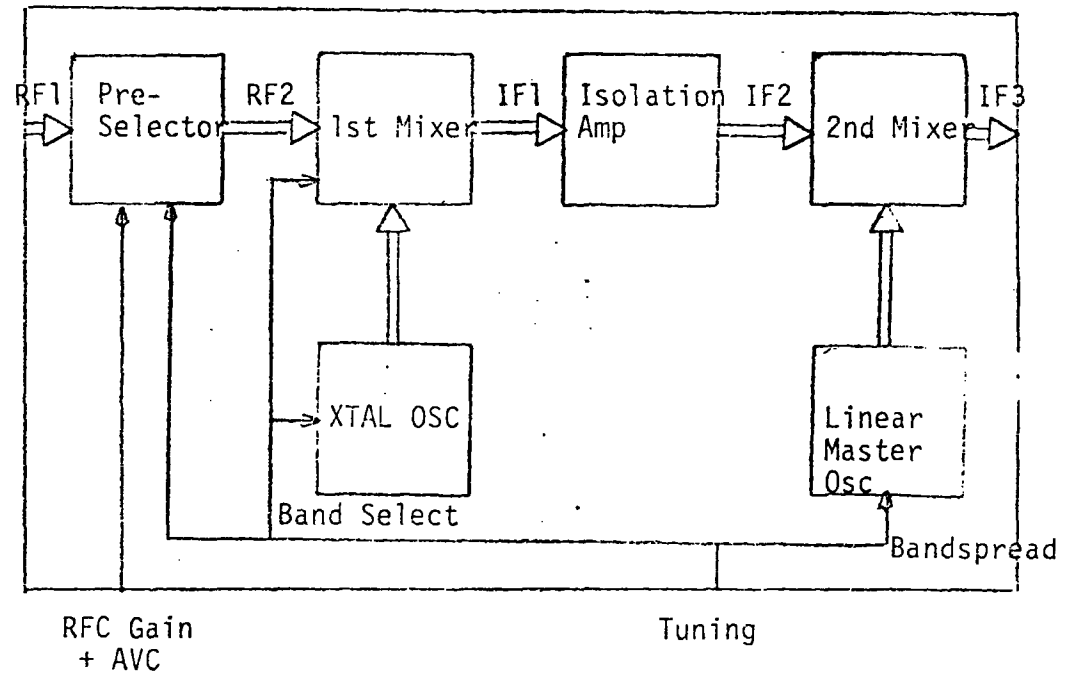 RF1
Pre-
Selector
RF2
1st Mixer
IF1
Isolation
Amp
IF2
2nd Mixer
IF3
XTAL OSC
Linear
Master
Osc
Band Select
Bandspread
RFC Gain
+ AVC
Tuning